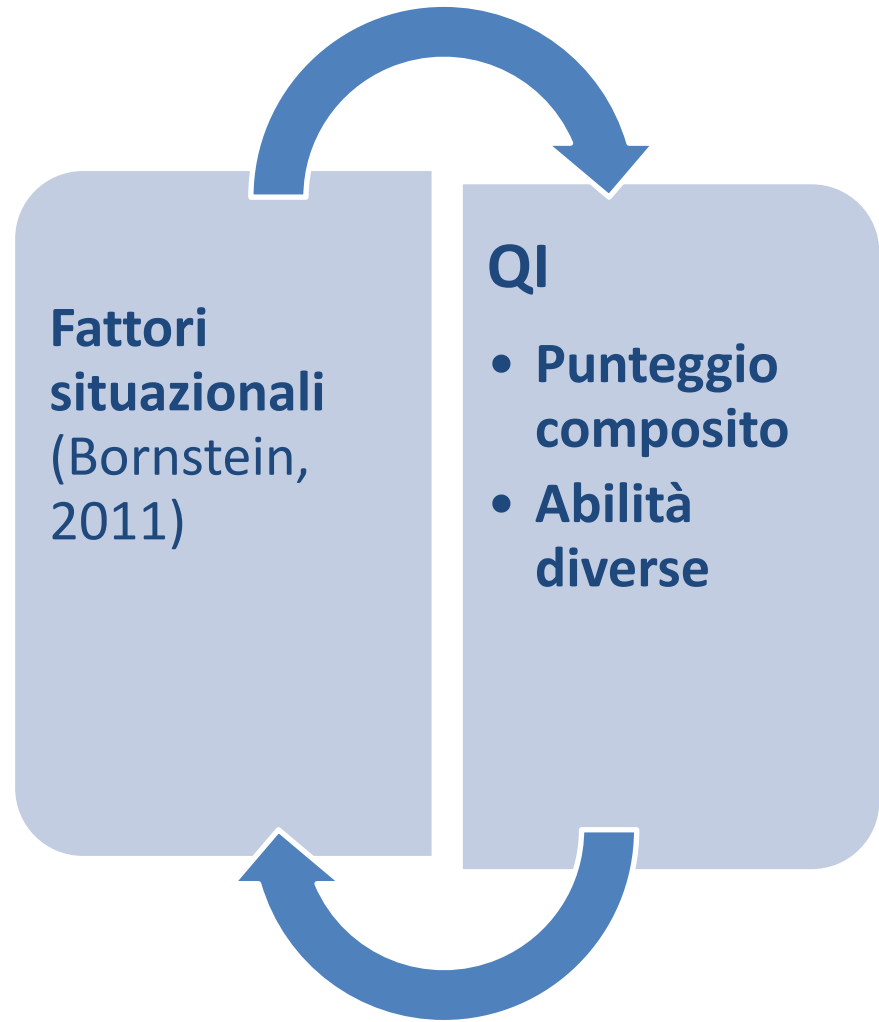 Fattori
situazionali
(Bornstein,
2011)
QI
• Punteggio
composito
• Abilità
diverse